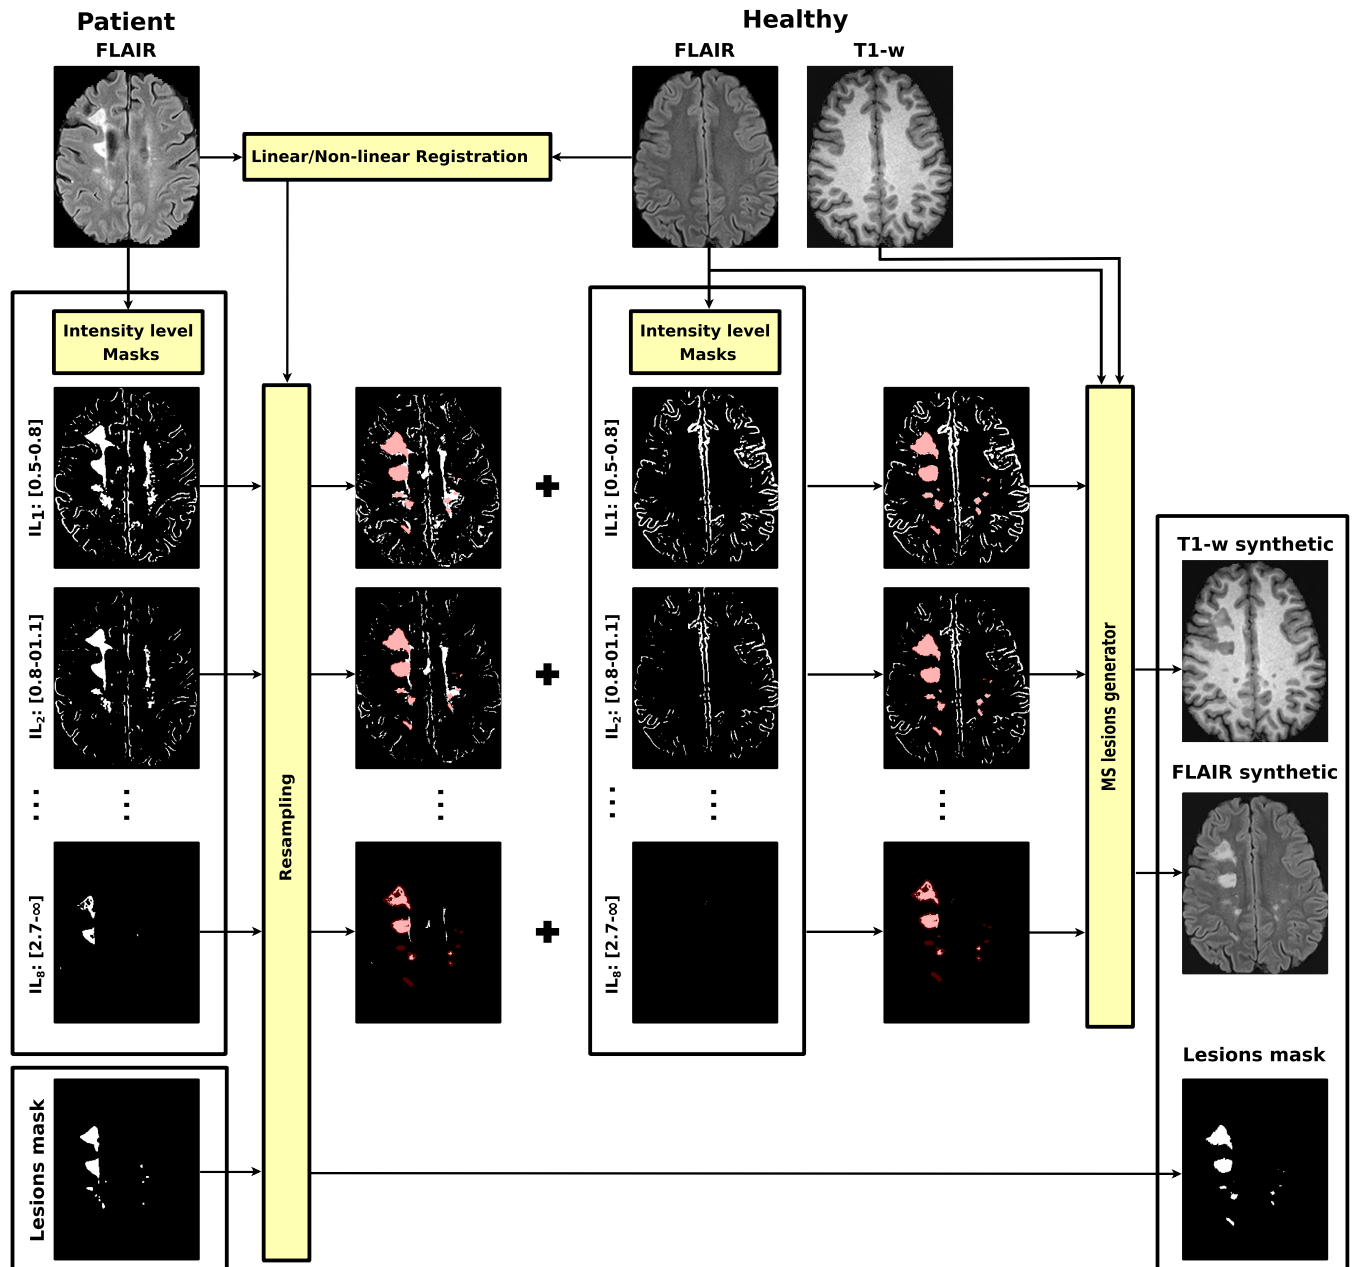 Patient
Healthy
FLAIR
FLAIR
T1-w
Linear/Non-linear Registration
Intensity level
Masks
Intensity level
Masks
IL1: [0.5-0.8]
+
IL1: [0.5-0.8]
IL2: [0.8-01.1]
+
IL2: [0.8-01.1]
...
...
...
...
...
...
IL8: [2.7-∞]
+
IL8: [2.7-∞]
Resampling
MS lesions generator
T1-w synthetic
FLAIR synthetic
Lesions mask
Lesions mask